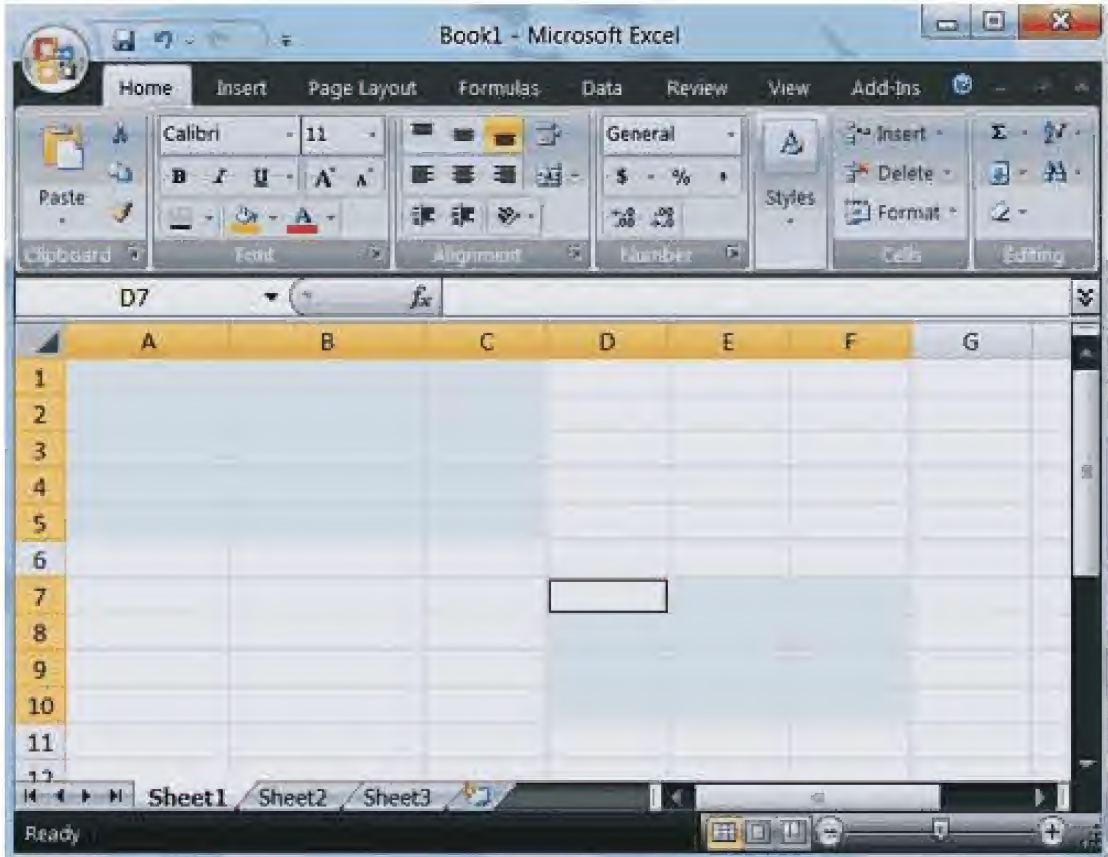 Book1 - Microsoft Excel
Home Insert Page Layout Formulas Data Review View Add-Ins
Calibri 11 General Insert Σ
Paste B I U A A $ % , Styles Delete
A Format
Clipboard Font Alignment Number Cells Editing
D7 fx
A B C D E F G
1
2
3
4
5
6
7
8
9
10
11
12
Sheet1 Sheet2 Sheet3
Ready